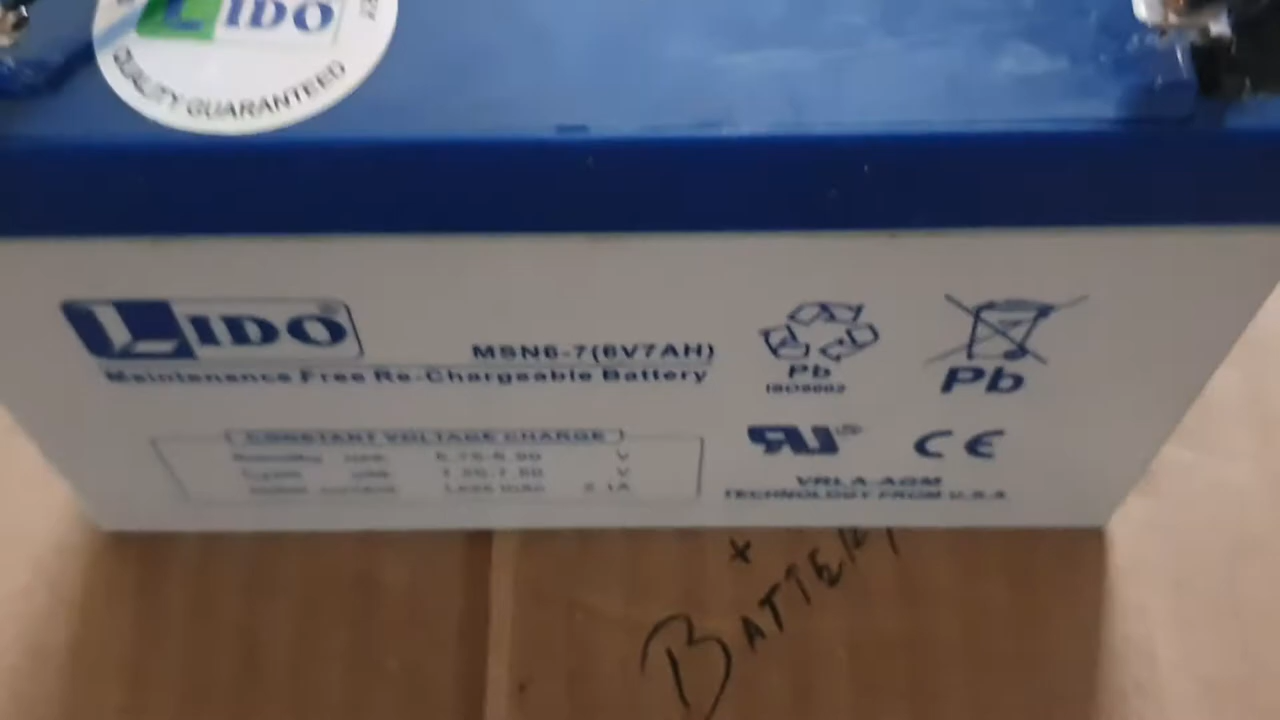 LIDO
QUALITY GUARANTEED
LIDO
MSN6-7(6V7AH)
Maintenance Free Re-Chargeable Battery
CONSTANT VOLTAGE CHARGE
V
V
Pb
Pb
CE
VRLA-AGM
TECHNOLOGY FROM U.S.A
+
BATTERY